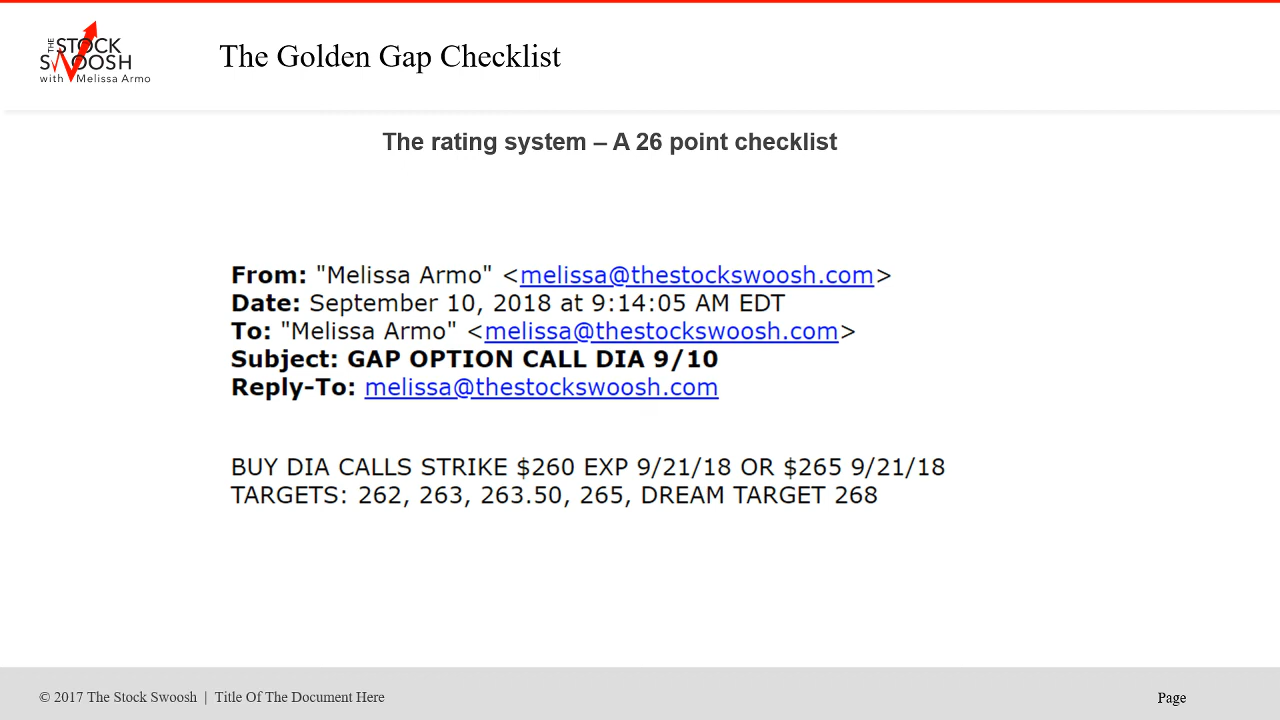 THE STOCK
SWOOSH
with Melissa Armo
The Golden Gap Checklist
The rating system – A 26 point checklist
From: "Melissa Armo" <melissa@thestockswoosh.com>
Date: September 10, 2018 at 9:14:05 AM EDT
To: "Melissa Armo" <melissa@thestockswoosh.com>
Subject: GAP OPTION CALL DIA 9/10
Reply-To: melissa@thestockswoosh.com
BUY DIA CALLS STRIKE $260 EXP 9/21/18 OR $265 9/21/18
TARGETS: 262, 263, 263.50, 265, DREAM TARGET 268
© 2017 The Stock Swoosh | Title Of The Document Here
Page